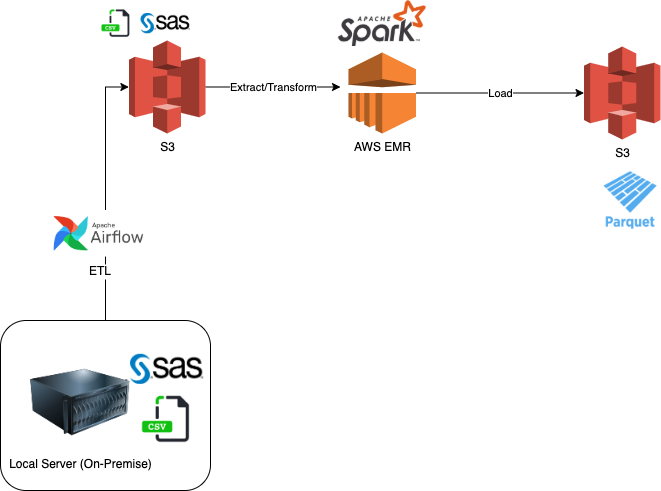 CSV
sas
APACHE
Spark
Extract/Transform
Load
S3
AWS EMR
S3
Parquet
Apache
Airflow
ETL
sas
CSV
Local Server (On-Premise)